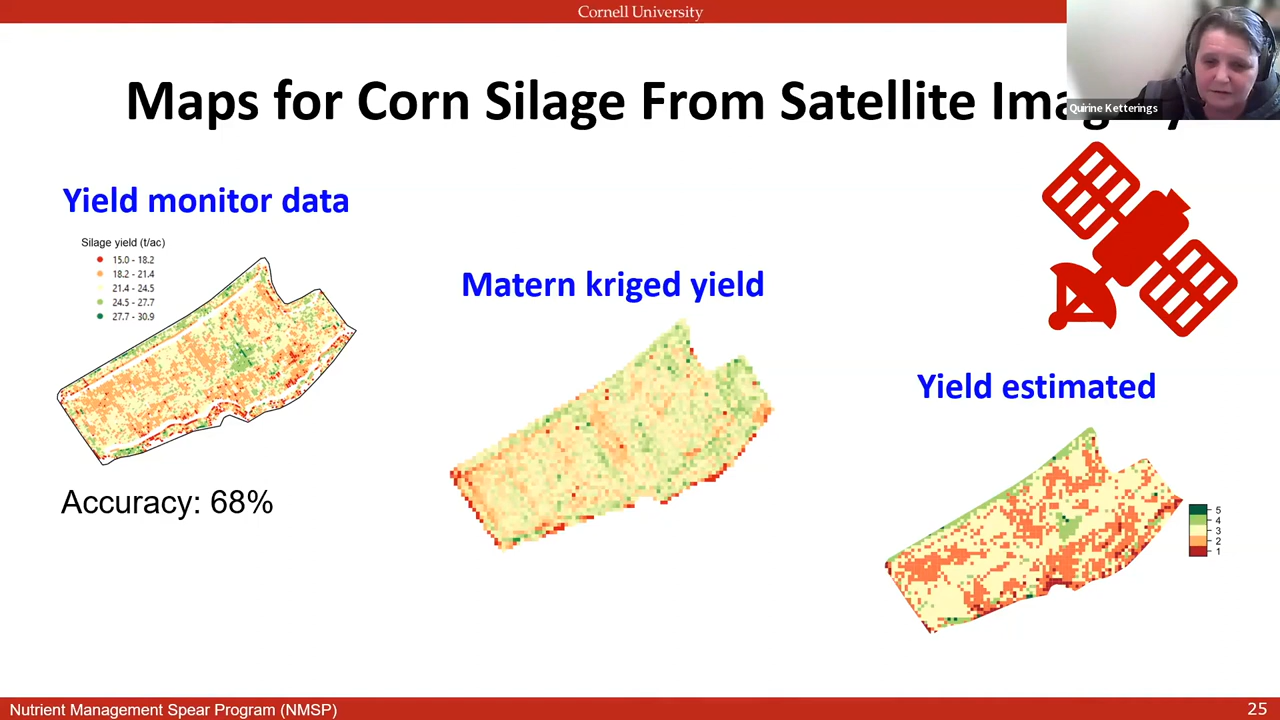 Cornell University
Maps for Corn Silage From Satellite
Quirine Ketterings
Yield monitor data
Silage yield (t/ac)
15.0 - 18.2
18.2 - 21.4
21.4 - 24.5
24.5 - 27.7
27.7 - 30.9
Matern kriged yield
Yield estimated
5
4
3
2
1
Accuracy: 68%
Nutrient Management Spear Program (NMSP)
25